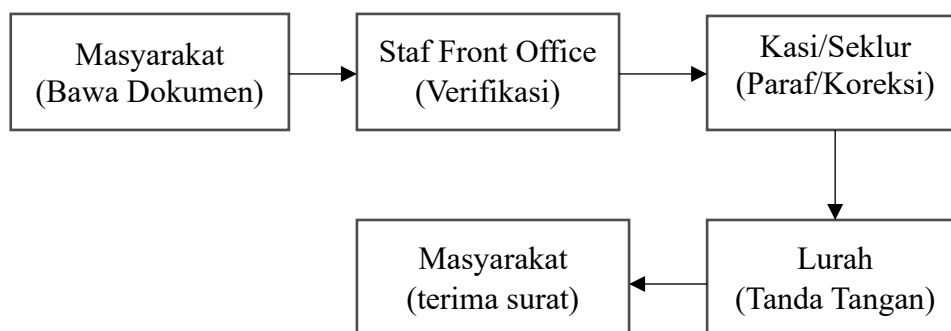 Masyarakat
(Bawa Dokumen)
Staf Front Office
(Verifikasi)
Kasi/Seklur
(Paraf/Koreksi)
Lurah
(Tanda Tangan)
Masyarakat
(terima surat)